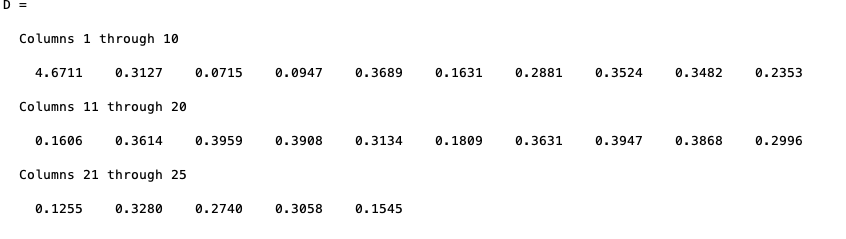 D =
Columns 1 through 10
4.6711 0.3127 0.0715 0.0947 0.3689 0.1631 0.2881 0.3524 0.3482 0.2353
Columns 11 through 20
0.1606 0.3614 0.3959 0.3908 0.3134 0.1809 0.3631 0.3947 0.3868 0.2996
Columns 21 through 25
0.1255 0.3280 0.2740 0.3058 0.1545